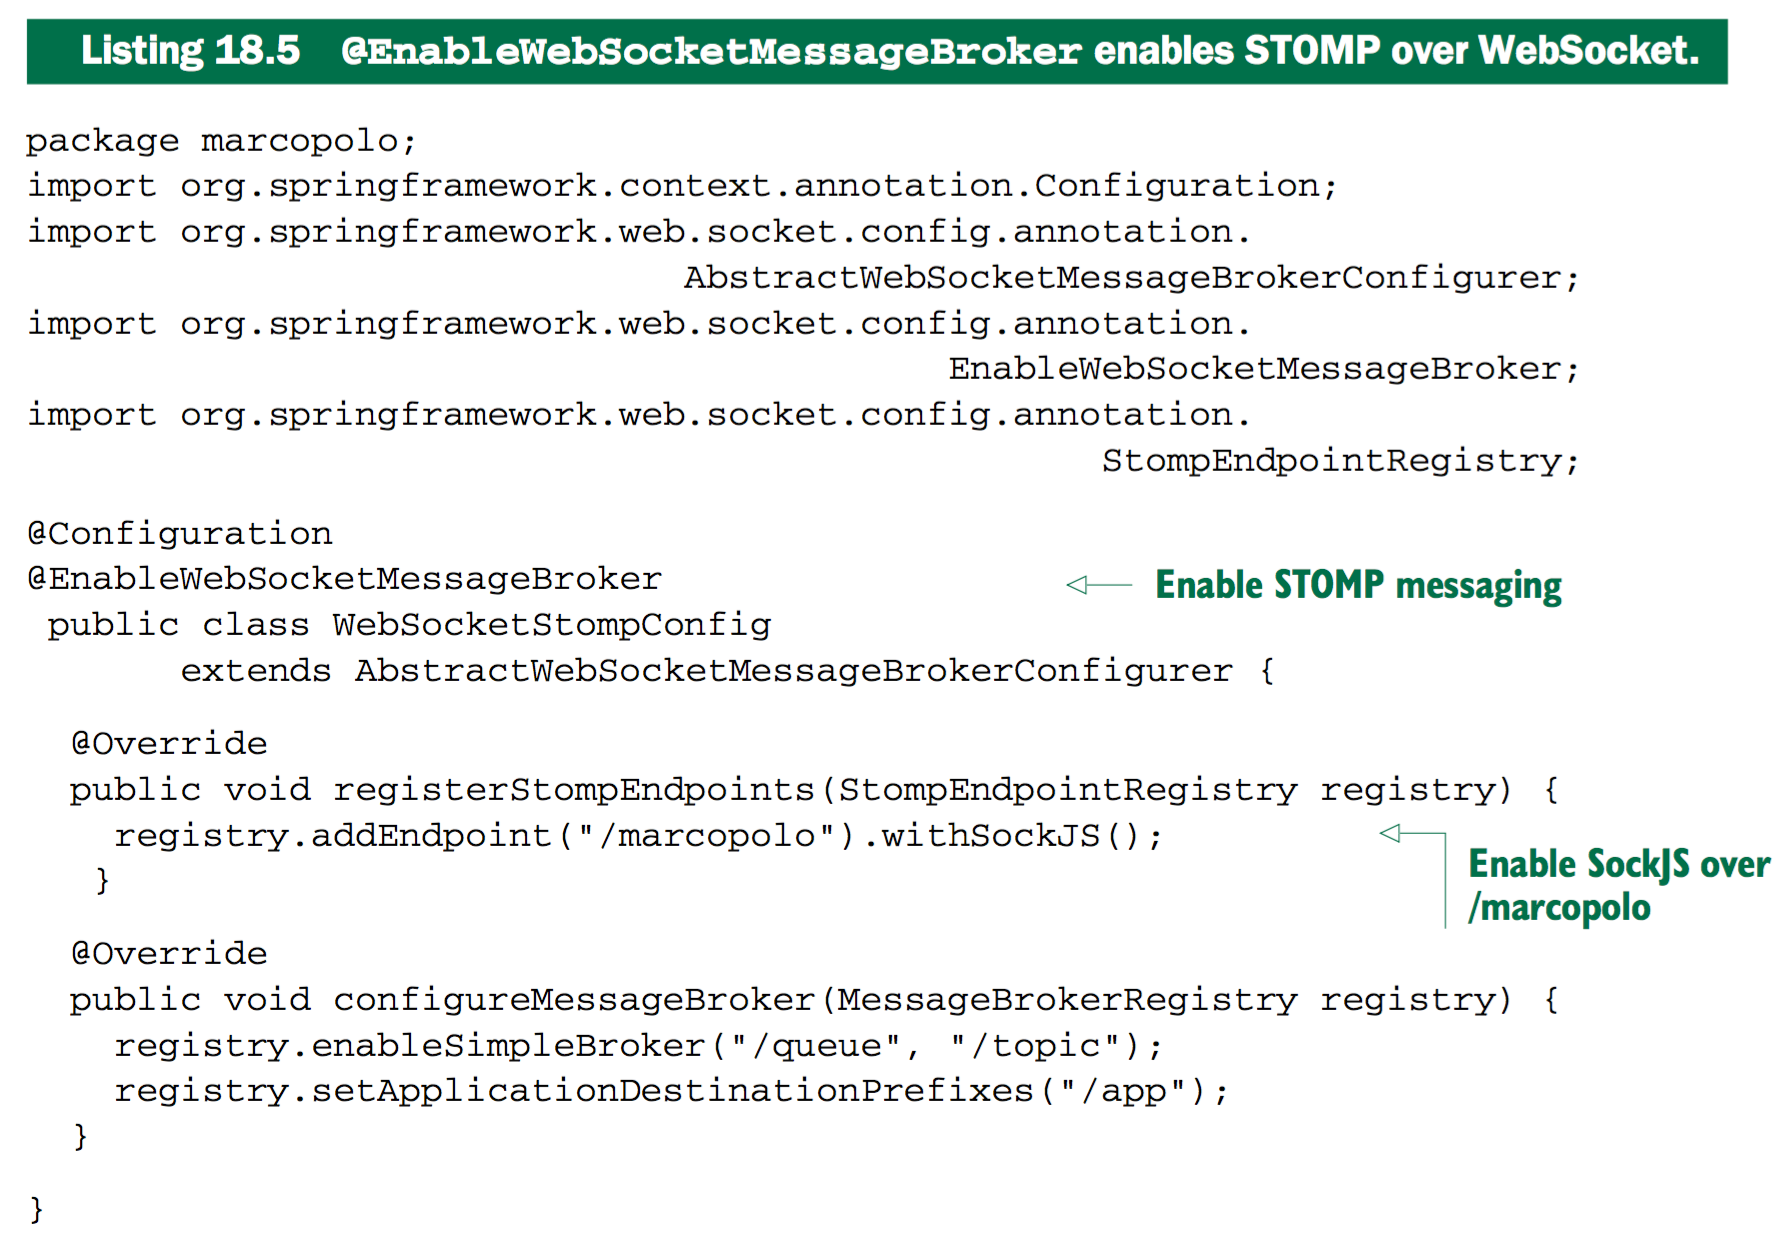 Listing 18.5 @EnableWebSocketMessageBroker enables STOMP over WebSocket.
package marcopolo;
import org.springframework.context.annotation.Configuration;
import org.springframework.web.socket.config.annotation.
AbstractWebSocketMessageBrokerConfigurer;
import org.springframework.web.socket.config.annotation.
EnableWebSocketMessageBroker;
import org.springframework.web.socket.config.annotation.
StompEndpointRegistry;
@Configuration
@EnableWebSocketMessageBroker
Enable STOMP messaging
public class WebSocketStompConfig
extends AbstractWebSocketMessageBrokerConfigurer {
@Override
public void registerStompEndpoints(StompEndpointRegistry registry) {
registry.addEndpoint("/marcopolo").withSockJS();
}
Enable SockJS over
/marcopolo
@Override
public void configureMessageBroker(MessageBrokerRegistry registry) {
registry.enableSimpleBroker("/queue", "/topic");
registry.setApplicationDestinationPrefixes("/app");
}
}